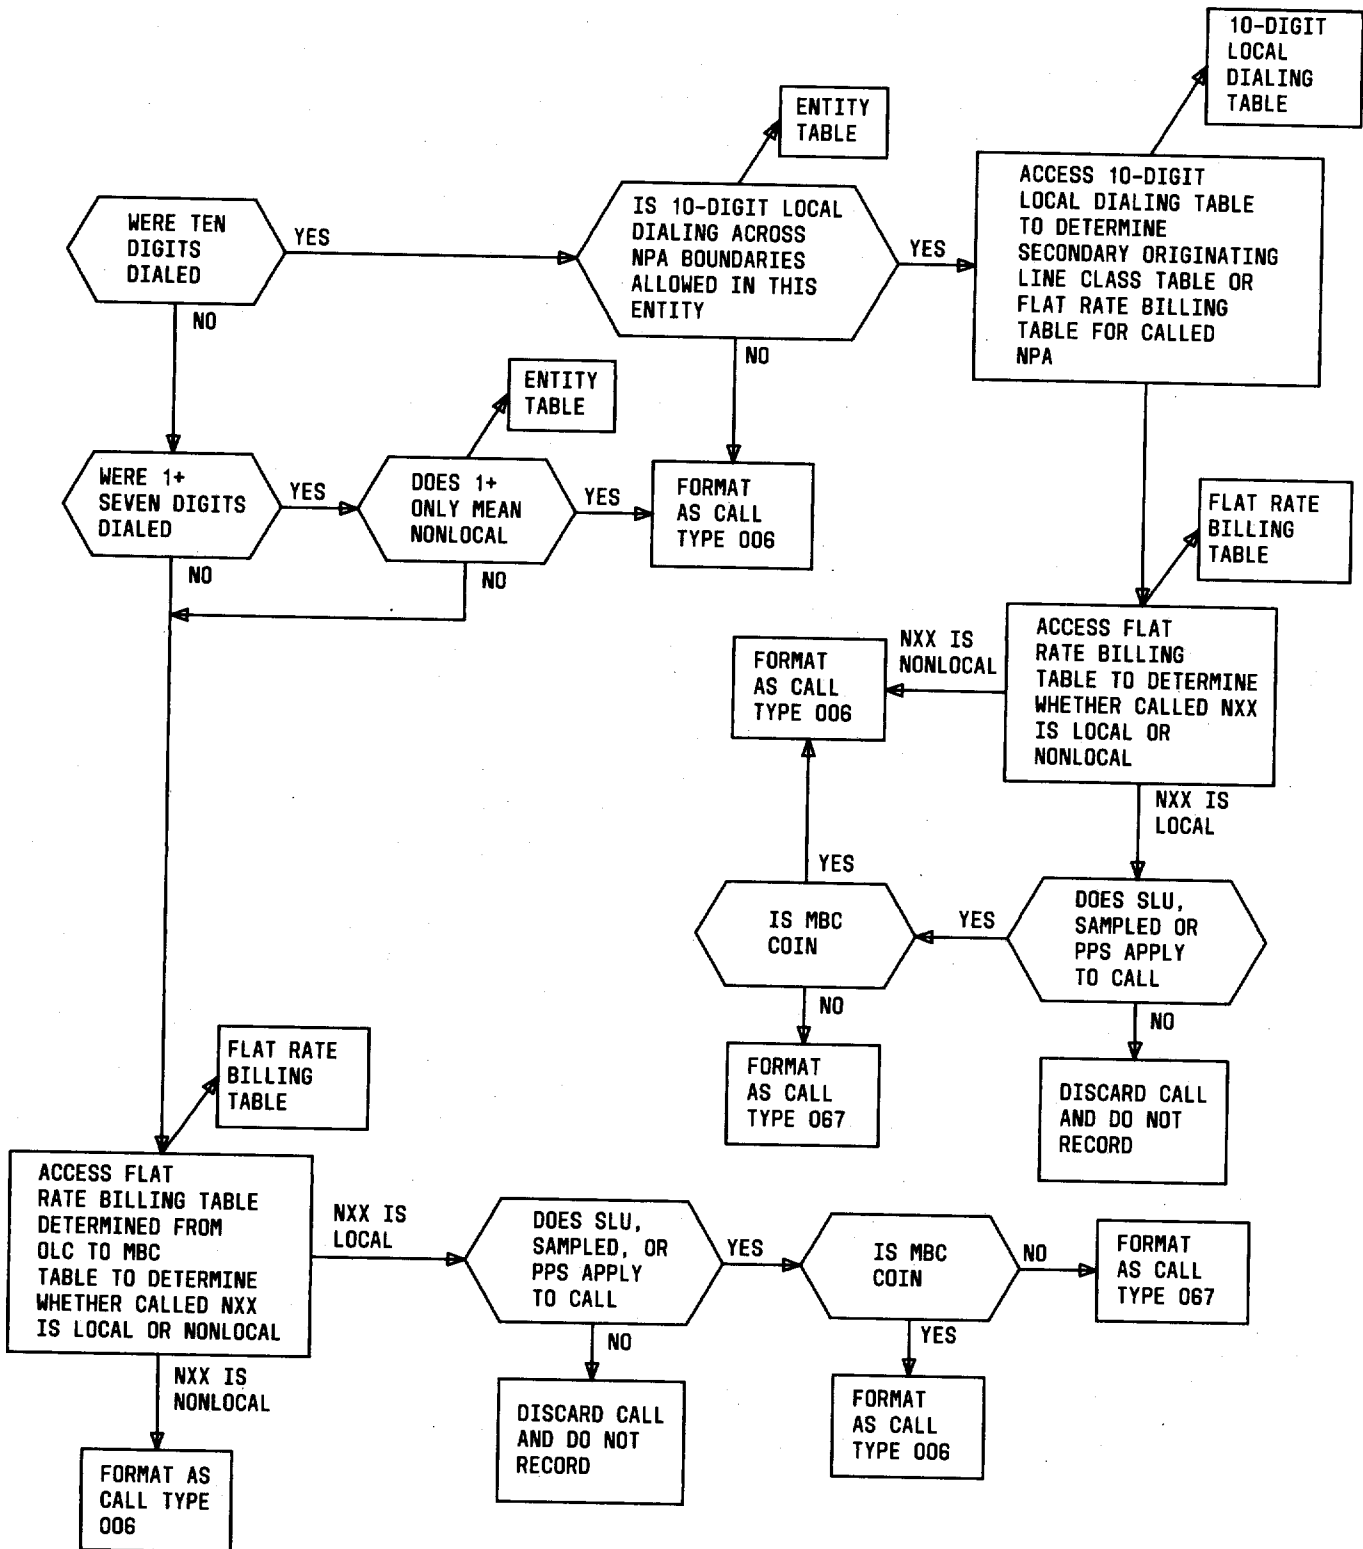 10-DIGIT
LOCAL
DIALING
TABLE
ENTITY
TABLE
WERE TEN
DIGITS
DIALED
YES
NO
IS 10-DIGIT LOCAL
DIALING ACROSS
NPA BOUNDARIES
ALLOWED IN THIS
ENTITY
YES
NO
ACCESS 10-DIGIT
LOCAL DIALING TABLE
TO DETERMINE
SECONDARY ORIGINATING
LINE CLASS TABLE OR
FLAT RATE BILLING
TABLE FOR CALLED
NPA
ENTITY
TABLE
WERE 1+
SEVEN DIGITS
DIALED
YES
NO
DOES 1+
ONLY MEAN
NONLOCAL
YES
NO
FORMAT
AS CALL
TYPE 006
FLAT RATE
BILLING
TABLE
ACCESS FLAT
RATE BILLING
TABLE TO DETERMINE
WHETHER CALLED NXX
IS LOCAL OR
NONLOCAL
NXX IS
NONLOCAL
FORMAT
AS CALL
TYPE 006
NXX IS
LOCAL
DOES SLU,
SAMPLED OR
PPS APPLY
TO CALL
YES
NO
IS MBC
COIN
YES
NO
FORMAT
AS CALL
TYPE 067
DISCARD CALL
AND DO NOT
RECORD
FLAT RATE
BILLING
TABLE
ACCESS FLAT
RATE BILLING TABLE
DETERMINED FROM
OLC TO MBC
TABLE TO DETERMINE
WHETHER CALLED NXX
IS LOCAL OR NONLOCAL
NXX IS
LOCAL
NXX IS
NONLOCAL
DOES SLU,
SAMPLED, OR
PPS APPLY
TO CALL
YES
NO
IS MBC
COIN
NO
YES
FORMAT
AS CALL
TYPE 067
DISCARD CALL
AND DO NOT
RECORD
FORMAT
AS CALL
TYPE 006
FORMAT AS
CALL TYPE
006